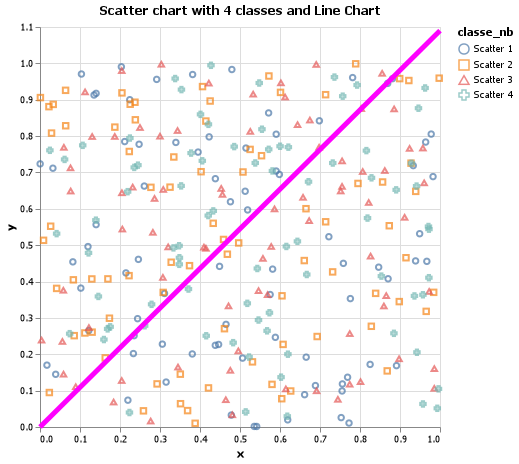 Scatter chart with 4 classes and Line Chart
classe_nb
Scatter 1
Scatter 2
Scatter 3
Scatter 4
1.1
1.0
0.9
0.8
0.7
0.6
0.5
0.4
0.3
0.2
0.1
0.0
y
0.0 0.1 0.2 0.3 0.4 0.5 0.6 0.7 0.8 0.9 1.0
x